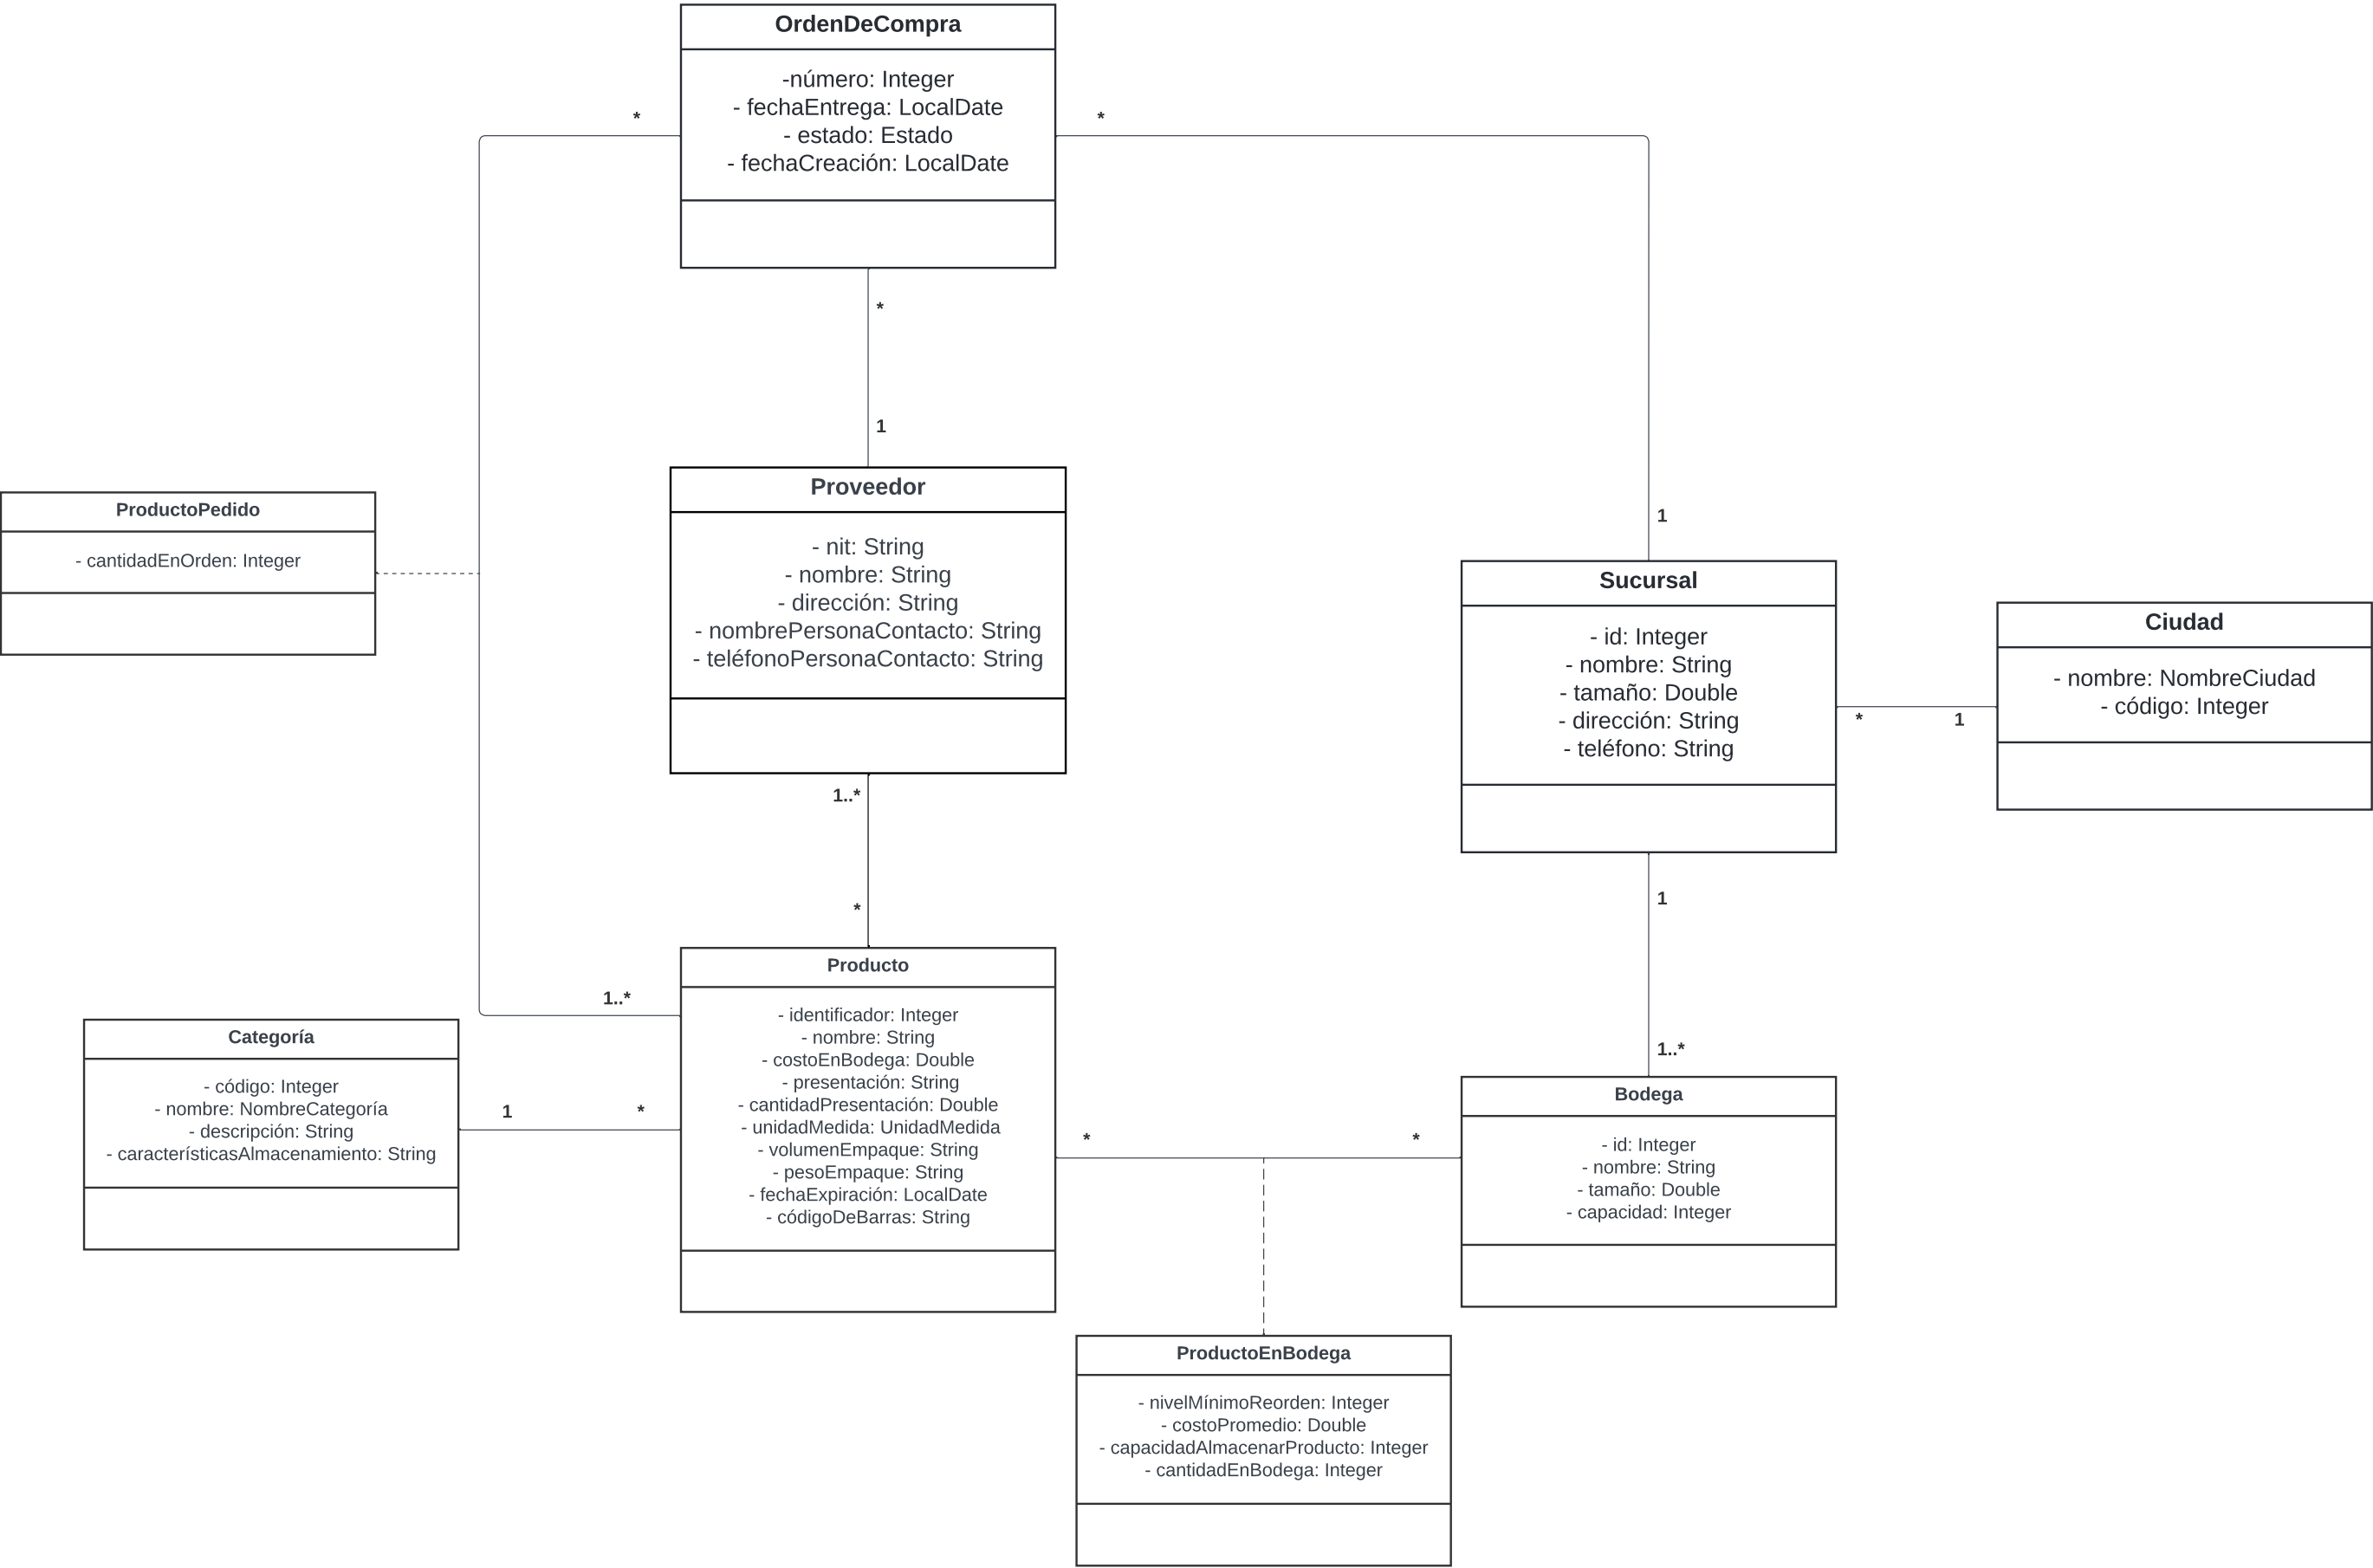 OrdenDeCompra
-número: Integer
- fechaEntrega: LocalDate
- estado: Estado
- fechaCreación: LocalDate
*
*
*
1
1
ProductoPedido
- cantidadEnOrden: Integer
Proveedor
- nit: String
- nombre: String
- dirección: String
- nombrePersonaContacto: String
- teléfonoPersonaContacto: String
Sucursal
- id: Integer
- nombre: String
- tamaño: Double
- dirección: String
- teléfono: String
*
1
Ciudad
- nombre: NombreCiudad
- código: Integer
1..*
*
1
1..*
1..*
Categoría
- código: Integer
- nombre: NombreCategoría
- descripción: String
- característicasAlmacenamiento: String
1
*
Producto
- identificador: Integer
- nombre: String
- costoEnBodega: Double
- presentación: String
- cantidadPresentación: Double
- unidadMedida: UnidadMedida
- volumenEmpaque: String
- pesoEmpaque: String
- fechaExpiración: LocalDate
- códigoDeBarras: String
*
*
Bodega
- id: Integer
- nombre: String
- tamaño: Double
- capacidad: Integer
ProductoEnBodega
- nivelMínimoReorden: Integer
- costoPromedio: Double
- capacidadAlmacenarProducto: Integer
- cantidadEnBodega: Integer